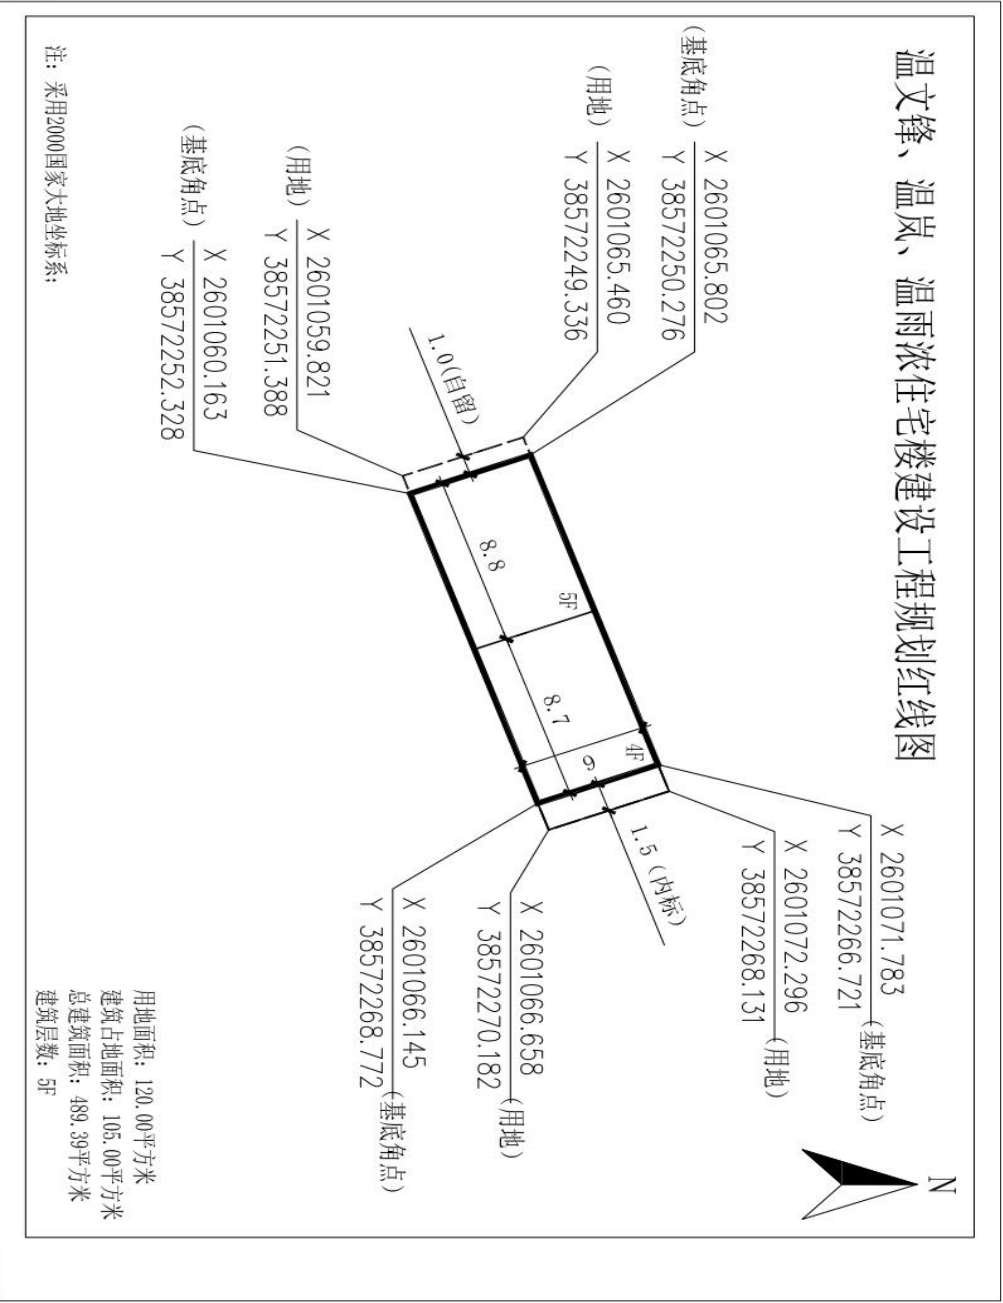 温文锋、温岚、温雨浓住宅楼建设工程规划红线图
N
(基底角点)
X 2601065.802
Y 38572250.276
(用地)
X 2601065.460
Y 38572249.336
X 2601071.783
Y 38572266.721
(基底角点)
X 2601072.296
Y 38572268.131
(用地)
1.0(自留)
8.8
5F
8.7
4F
6
1.5(内标)
(用地)
X 2601059.821
Y 38572251.388
(基底角点)
X 2601060.163
Y 38572252.328
X 2601066.658
Y 38572270.182
(用地)
X 2601066.145
Y 38572268.772
(基底角点)
注：采用2000国家大地坐标系;
用地面积：120.00平方米
建筑占地面积：105.00平方米
总建筑面积：489.39平方米
建筑层数：5F